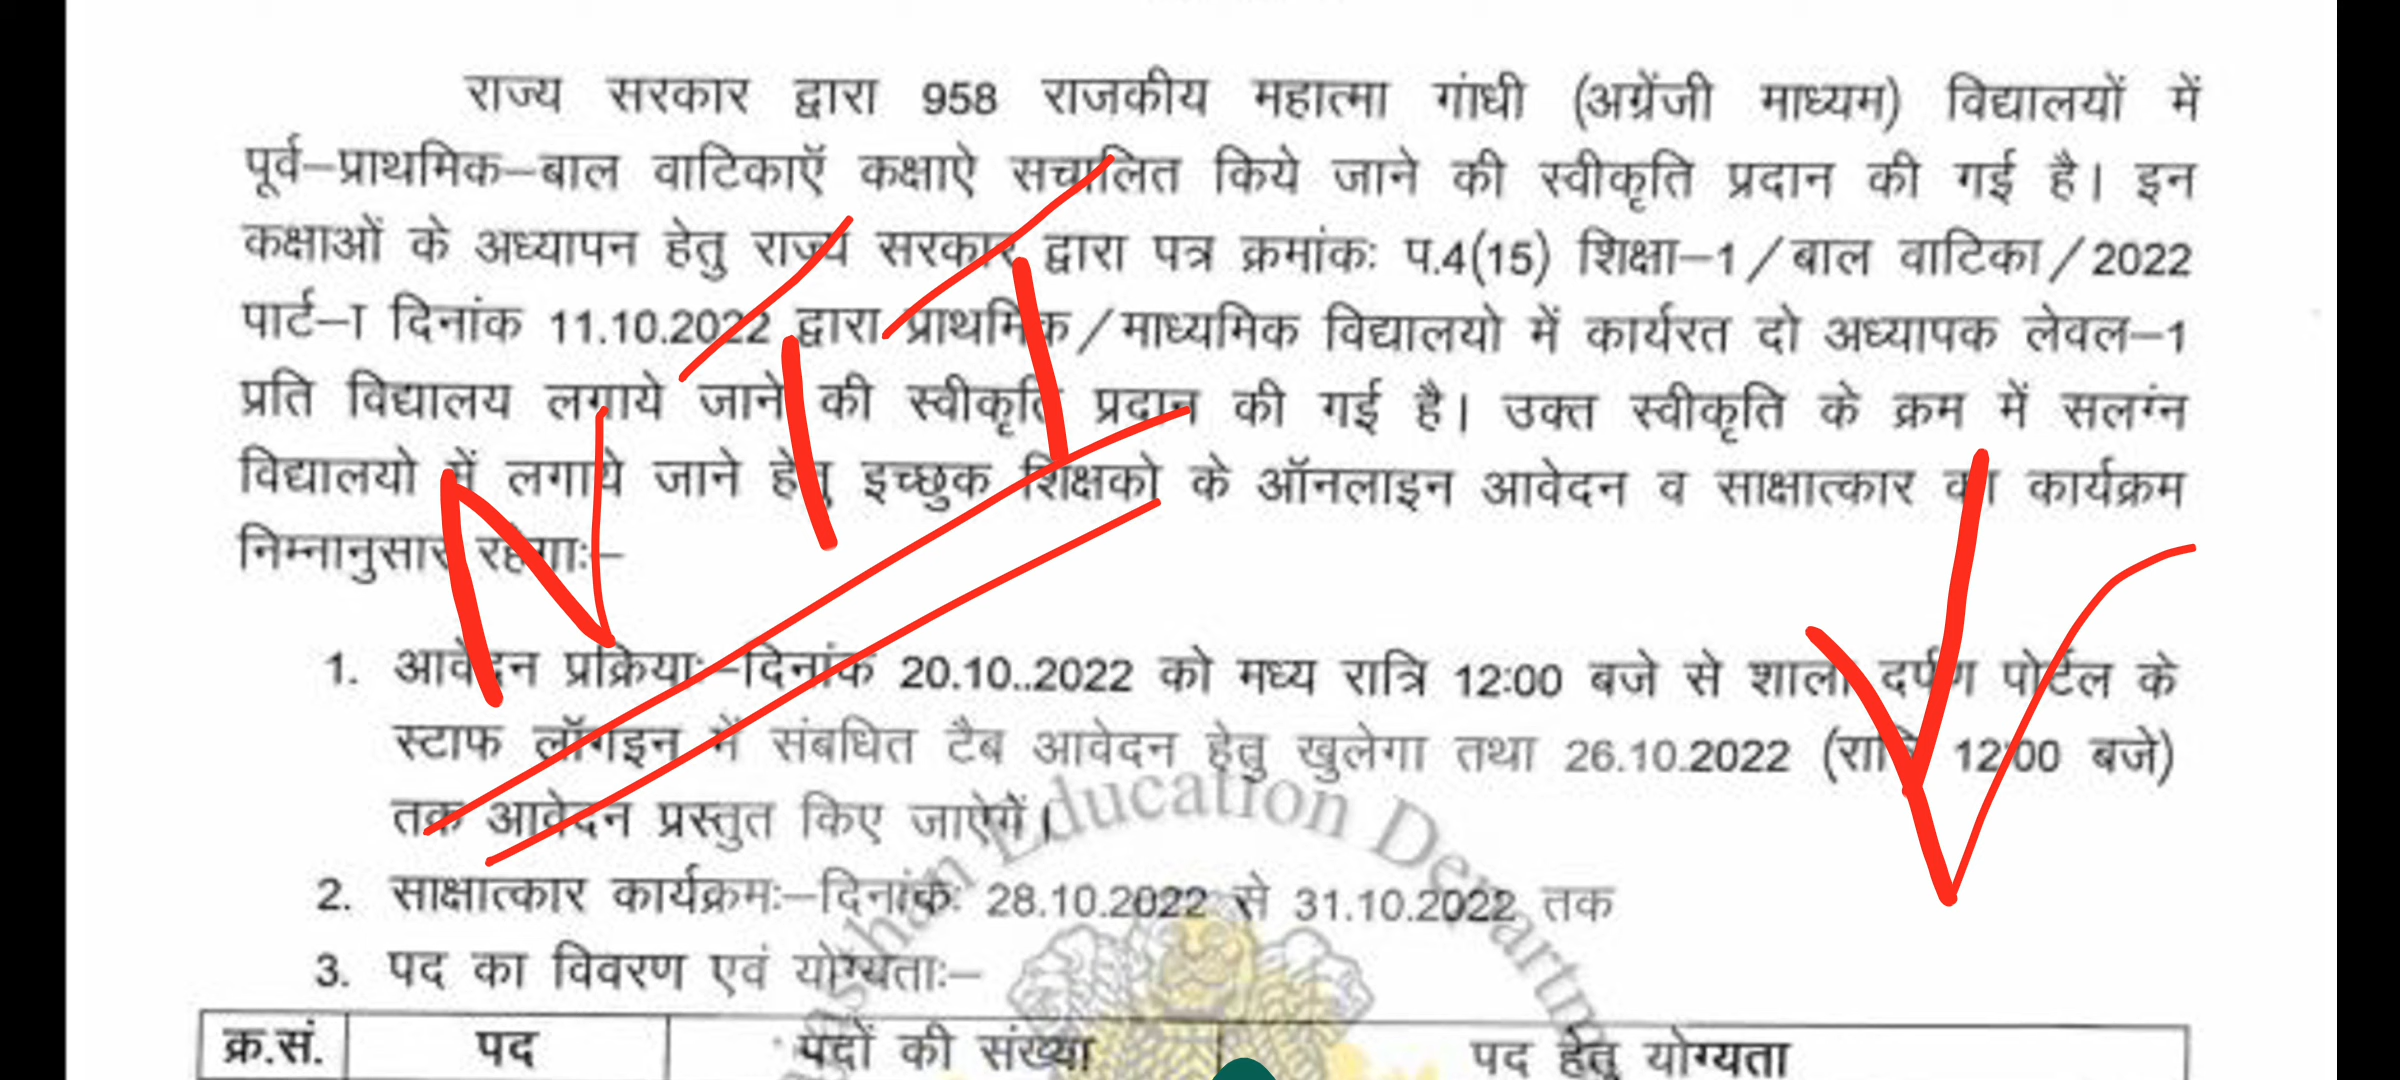 राज्य सरकार द्वारा 958 राजकीय महात्मा गांधी (अग्रेंजी माध्यम) विद्यालयों में
पूर्व–प्राथमिक–बाल वाटिकाऍ कक्षाऐ सचालित किये जाने की स्वीकृति प्रदान की गई है। इन
कक्षाओं के अध्यापन हेतु राज्य सरकार द्वारा पत्र क्रमांकः प.4(15) शिक्षा–1/बाल वाटिका/2022
पार्ट–I दिनांक 11.10.2022 द्वारा प्राथमिक/माध्यमिक विद्यालयो में कार्यरत दो अध्यापक लेवल–1
प्रति विद्यालय लगाये जाने की स्वीकृति प्रदान की गई है। उक्त स्वीकृति के क्रम में सलग्ंन
विद्यालयो में लगाये जाने हेतु इच्छुक शिक्षको के ऑनलाइन आवेदन व साक्षात्कार का कार्यक्रम
निम्नानुसार रहेगाः–
NITI
1. आवेदन प्रक्रियाः–दिनांक 20.10..2022 को मध्य रात्रि 12:00 बजे से शाला दर्पण पोर्टल के
स्टाफ लॉगइन में संबधित टैब आवेदन हेतु खुलेगा तथा 26.10.2022 (रात्रि 12:00 बजे)
तक आवेदन प्रस्तुत किए जाऐगें।
2. साक्षात्कार कार्यक्रमः–दिनांकः 28.10.2022 से 31.10.2022 तक
3. पद का विवरण एवं योग्यताः–
क्र.सं. पद पदों की संख्या पद हेतु योग्यता
Education